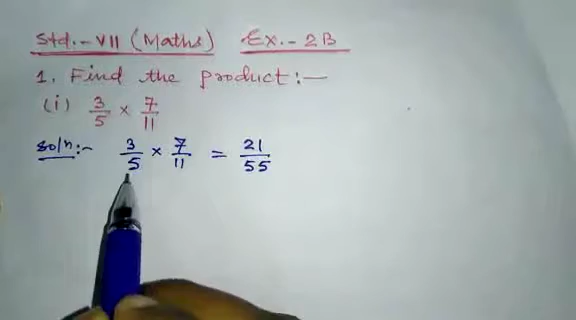 Std.- VII (Maths) Ex.- 2B
1. Find the product:-
(i) 3/5 × 7/11
Solⁿ:- 3/5 × 7/11 = 21/55